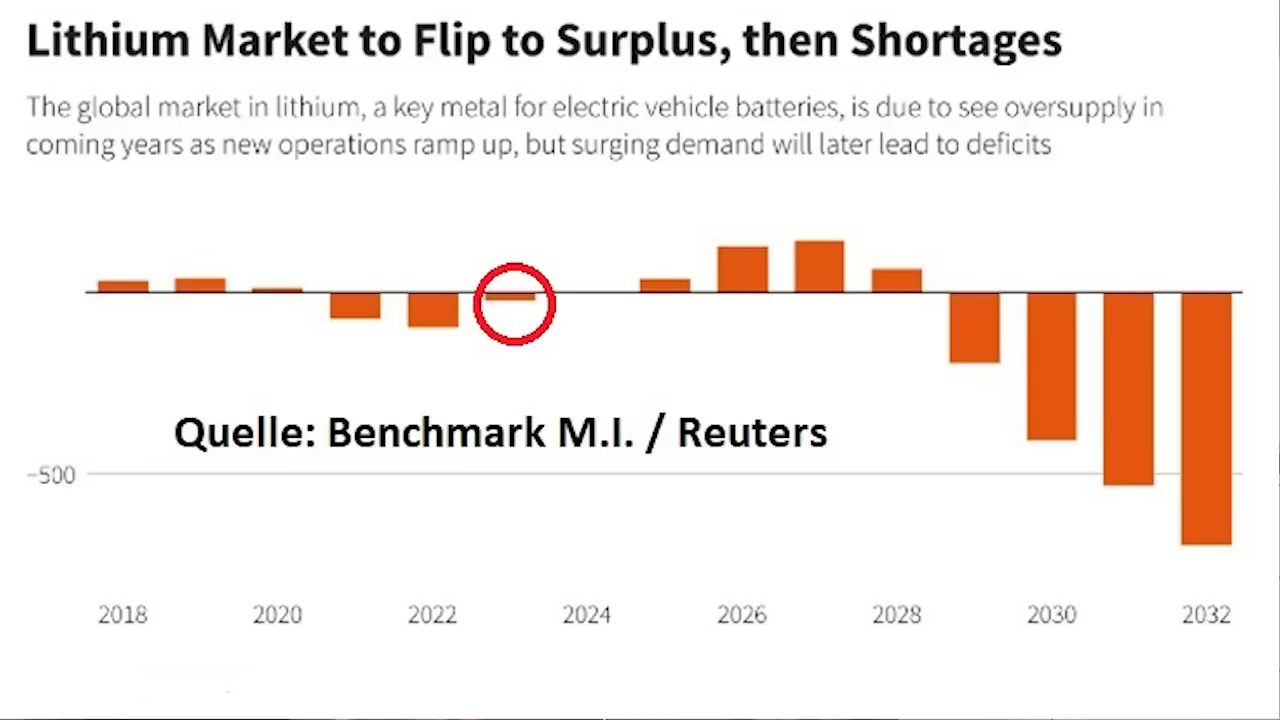 Lithium Market to Flip to Surplus, then Shortages
The global market in lithium, a key metal for electric vehicle batteries, is due to see oversupply in
coming years as new operations ramp up, but surging demand will later lead to deficits
Quelle: Benchmark M.I. / Reuters
−500
2018 2020 2022 2024 2026 2028 2030 2032